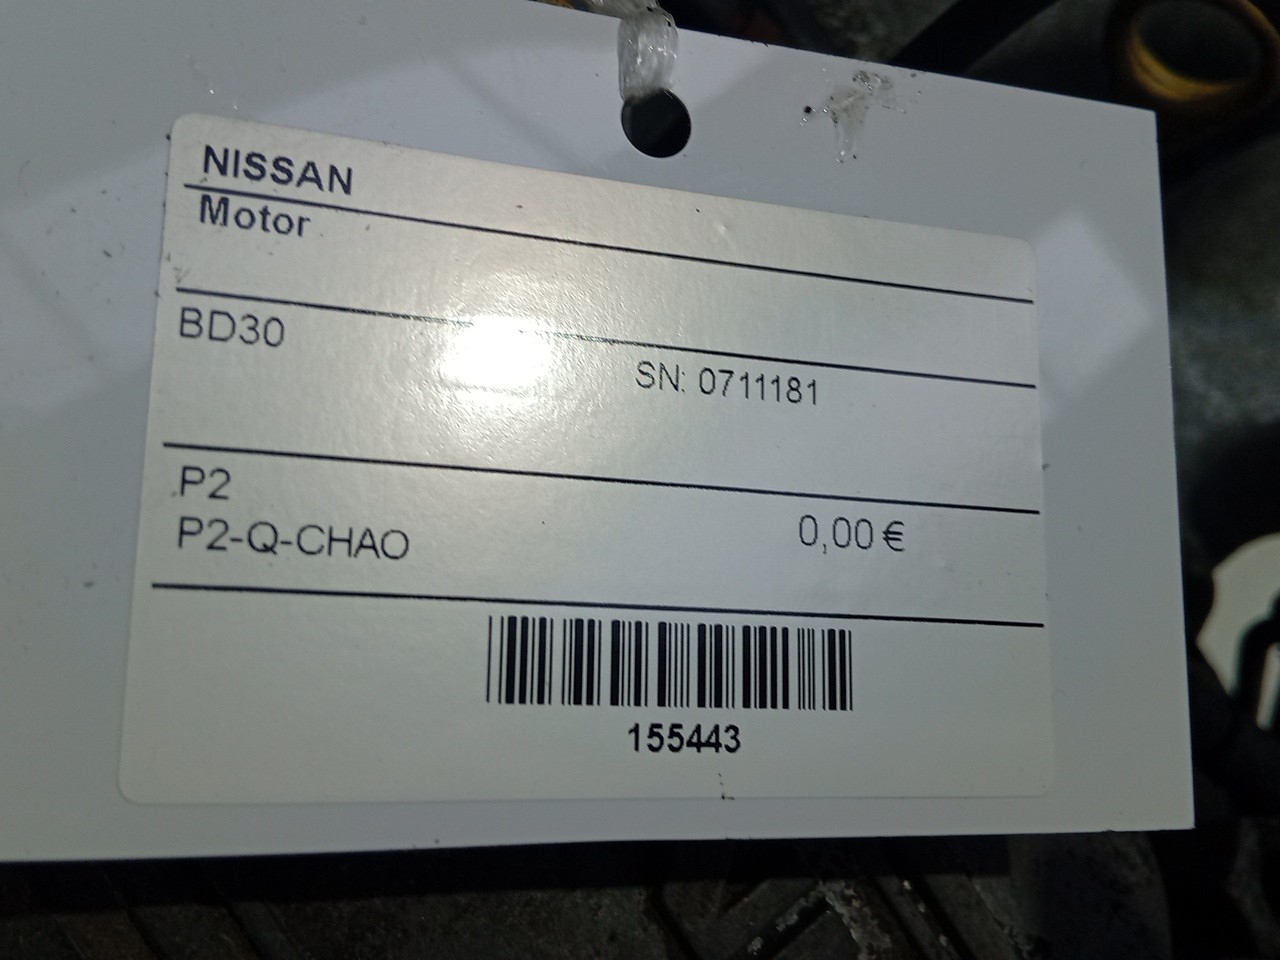 NISSAN
Motor
BD30
SN: 0711181
P2
P2-Q-CHAO
0,00 €
155443